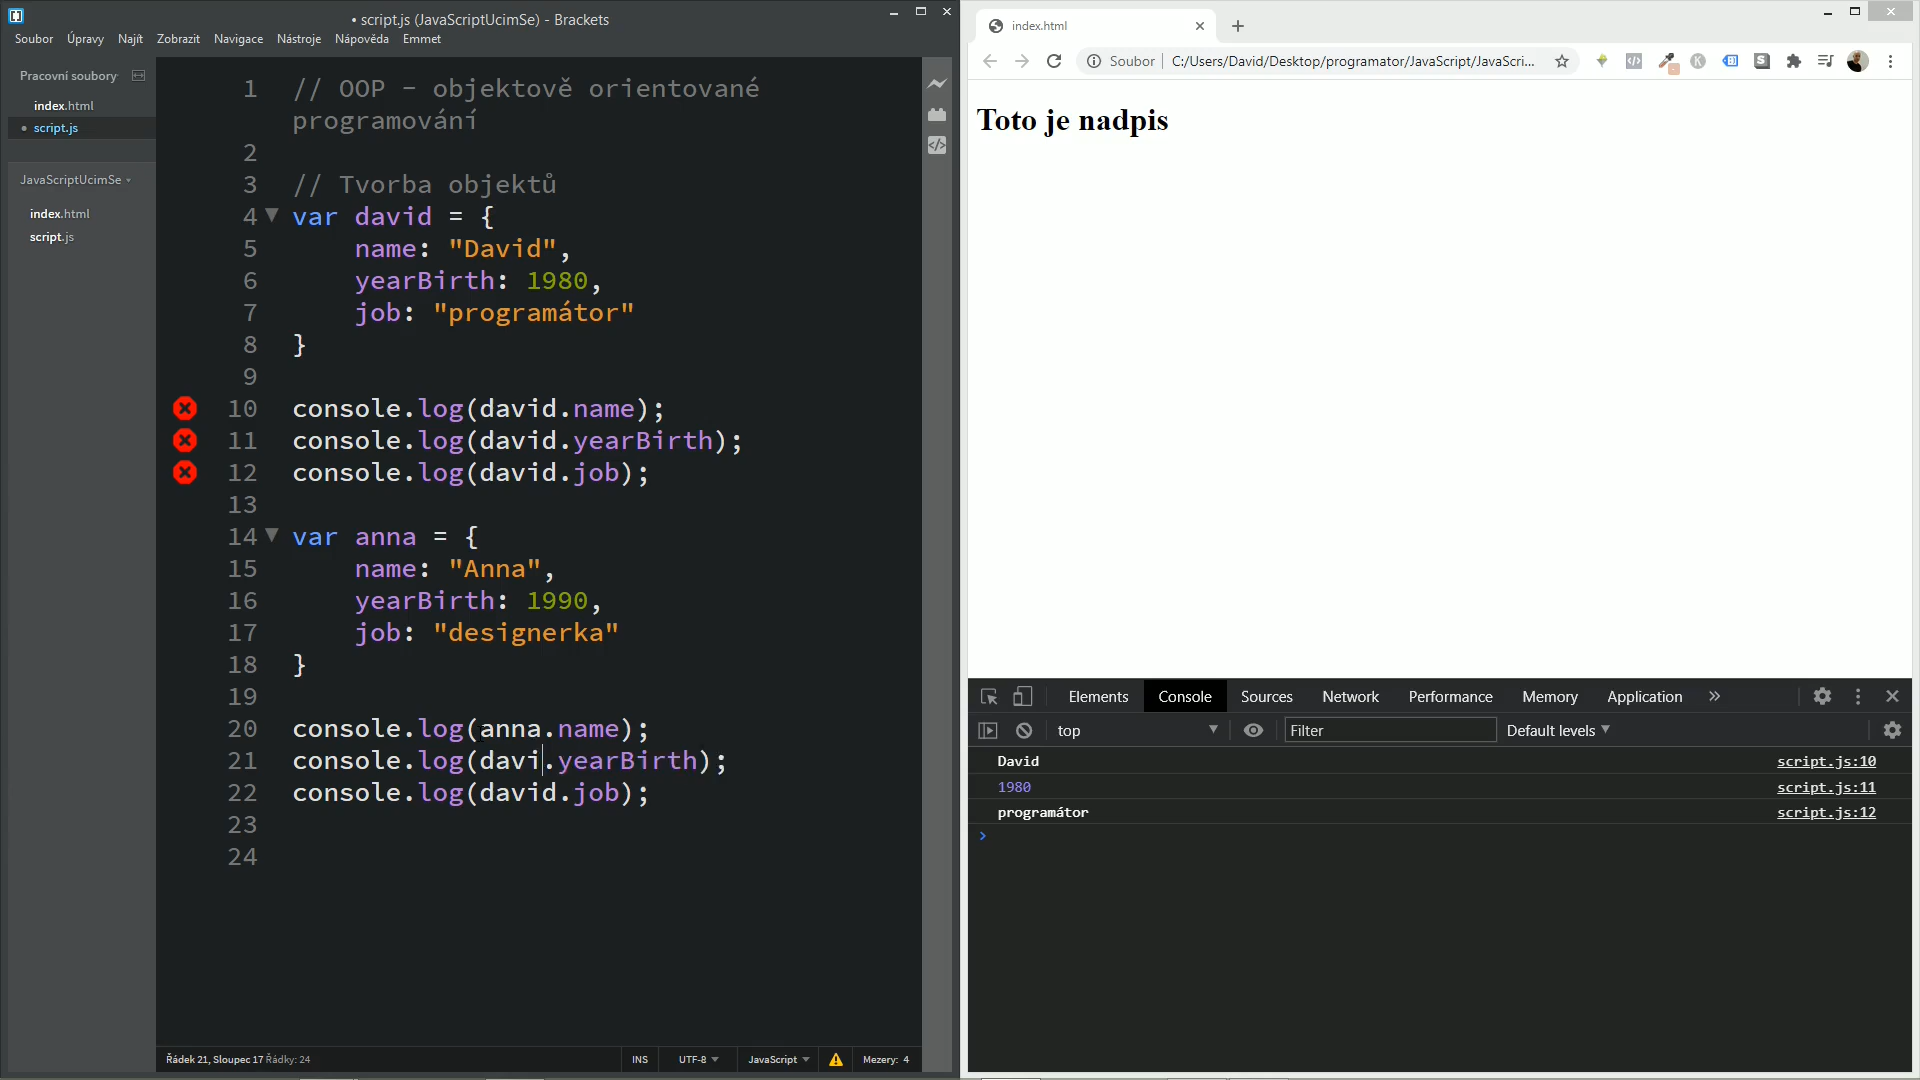 • script.js (JavaScriptUcimSe) - Brackets
Soubor Úpravy Najít Zobrazit Navigace Nástroje Nápověda Emmet
Pracovní soubory
index.html
• script.js
JavaScriptUcimSe
index.html
script.js
1 // OOP - objektově orientované
programování
2
3 // Tvorba objektů
4 var david = {
5 name: "David",
6 yearBirth: 1980,
7 job: "programátor"
8 }
9
10 console.log(david.name);
11 console.log(david.yearBirth);
12 console.log(david.job);
13
14 var anna = {
15 name: "Anna",
16 yearBirth: 1990,
17 job: "designerka"
18 }
19
20 console.log(anna.name);
21 console.log(davi.yearBirth);
22 console.log(david.job);
23
24
Řádek 21, Sloupec 17 Řádky: 24
INS UTF-8 JavaScript Mezery: 4
index.html
Soubor C:/Users/David/Desktop/programator/JavaScript/JavaScri...
Toto je nadpis
Elements Console Sources Network Performance Memory Application »
top Filter Default levels
David script.js:10
1980 script.js:11
programátor script.js:12